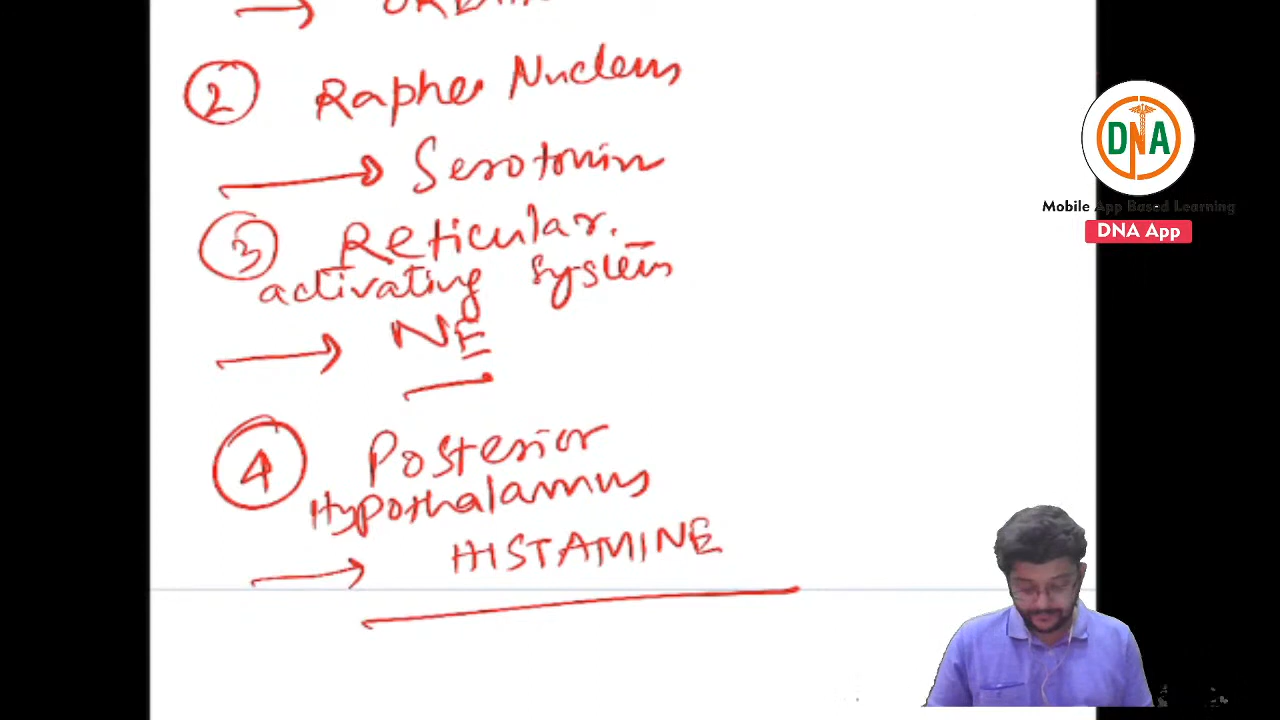 2 Raphe Nucleus
→ Serotonin
3 Reticular
activating system
→ NE
4 Posterior
Hypothalamus
→ HISTAMINE
DNA
Mobile App Based Learning
DNA App